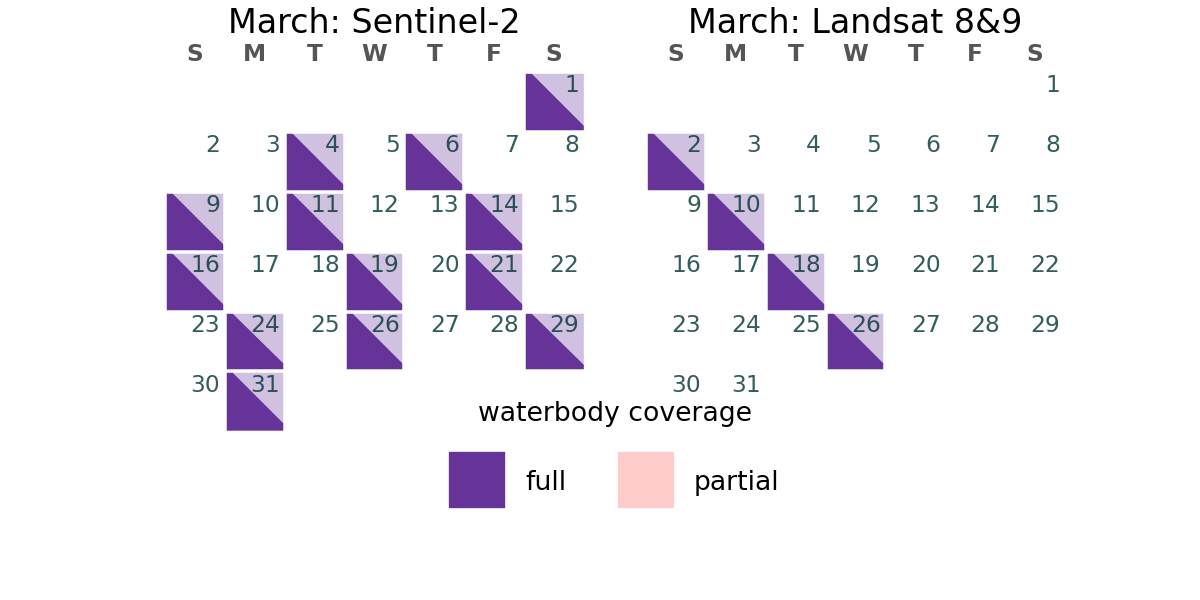 March: Sentinel-2
S M T W T F S
1
2 3 4 5 6 7 8
9 10 11 12 13 14 15
16 17 18 19 20 21 22
23 24 25 26 27 28 29
30 31
March: Landsat 8&9
S M T W T F S
1
2 3 4 5 6 7 8
9 10 11 12 13 14 15
16 17 18 19 20 21 22
23 24 25 26 27 28 29
30 31
waterbody coverage
full partial